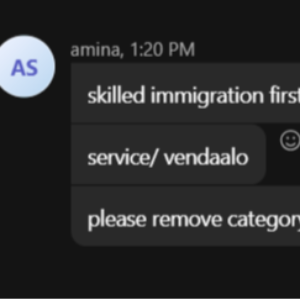 AS
amina, 1:20 PM
skilled immigration first
service/ vendaalo
please remove category